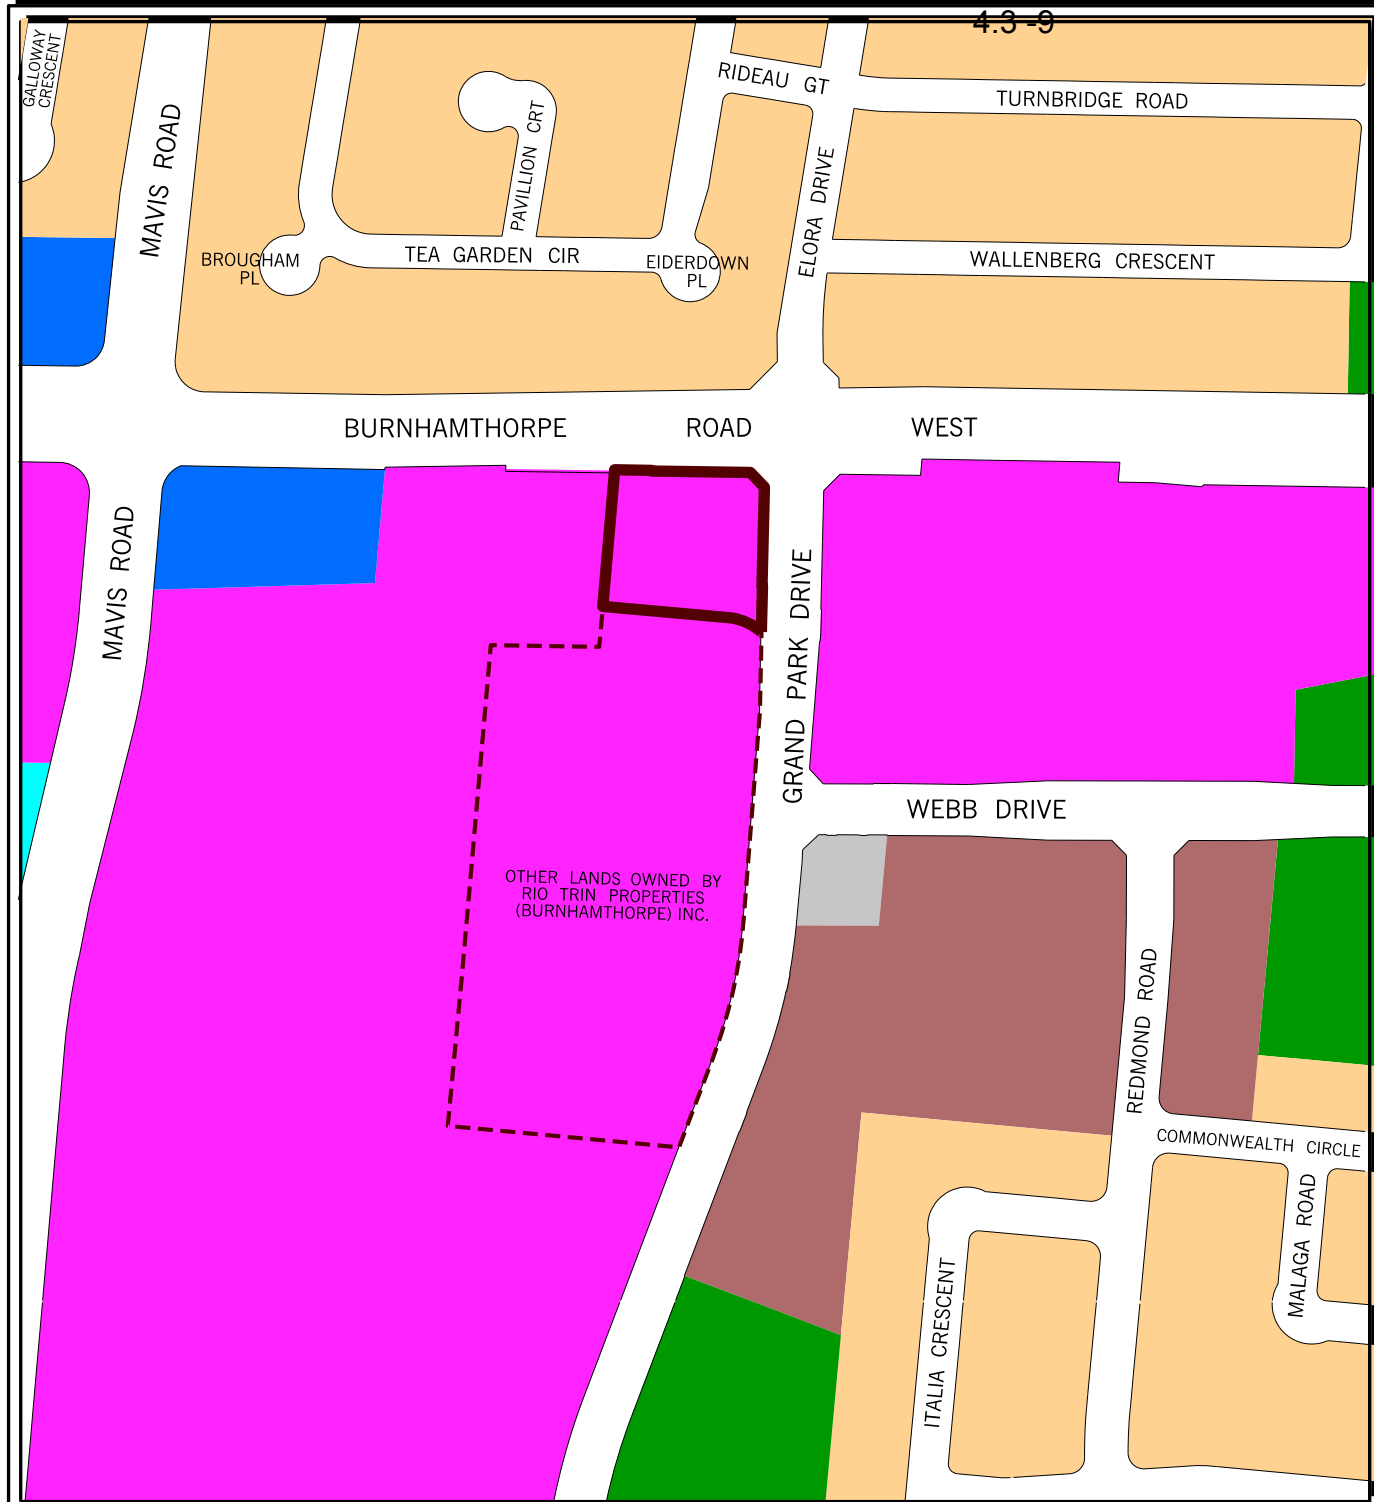 4.3 -9
GALLOWAY
CRESCENT
MAVIS ROAD
RIDEAU GT
TURNBRIDGE ROAD
PAVILLION CRT
ELORA DRIVE
BROUGHAM
PL
TEA GARDEN CIR
EIDERDOWN
PL
WALLENBERG CRESCENT
BURNHAMTHORPE ROAD WEST
MAVIS ROAD
GRAND PARK DRIVE
WEBB DRIVE
OTHER LANDS OWNED BY
RIO TRIN PROPERTIES
(BURNHAMTHORPE) INC.
REDMOND ROAD
COMMONWEALTH CIRCLE
MALAGA ROAD
ITALIA CRESCENT